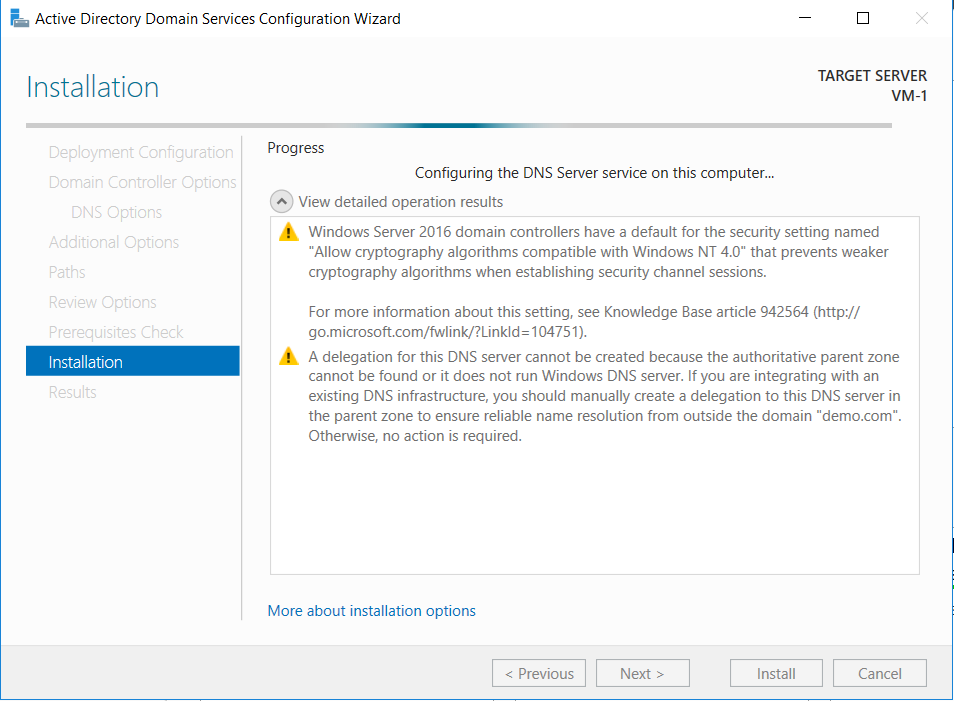 Active Directory Domain Services Configuration Wizard
Installation
TARGET SERVER
VM-1
Deployment Configuration
Domain Controller Options
DNS Options
Additional Options
Paths
Review Options
Prerequisites Check
Installation
Results
Progress
Configuring the DNS Server service on this computer...
View detailed operation results
Windows Server 2016 domain controllers have a default for the security setting named
"Allow cryptography algorithms compatible with Windows NT 4.0" that prevents weaker
cryptography algorithms when establishing security channel sessions.
For more information about this setting, see Knowledge Base article 942564 (http://
go.microsoft.com/fwlink/?LinkId=104751).
A delegation for this DNS server cannot be created because the authoritative parent zone
cannot be found or it does not run Windows DNS server. If you are integrating with an
existing DNS infrastructure, you should manually create a delegation to this DNS server in
the parent zone to ensure reliable name resolution from outside the domain "demo.com".
Otherwise, no action is required.
More about installation options
< Previous
Next >
Install
Cancel